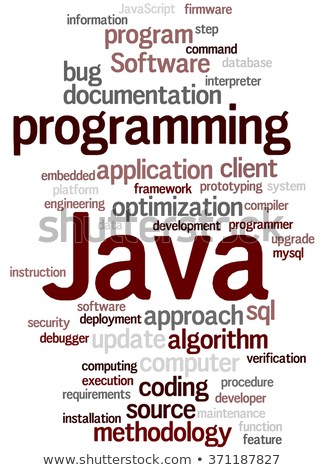 JavaScript firmware
information
program step
command
Software database
bug interpreter
documentation
programming
embedded application client
platform framework prototyping system
engineering optimization compiler
data development programmer
shutterstock
Java upgrade
mysql
instruction
software
security deployment approach sql
debugger update algorithm
computing computer verification
execution coding procedure
requirements developer
installation source maintenance
methodology function
feature
shutterstock.com · 371187827